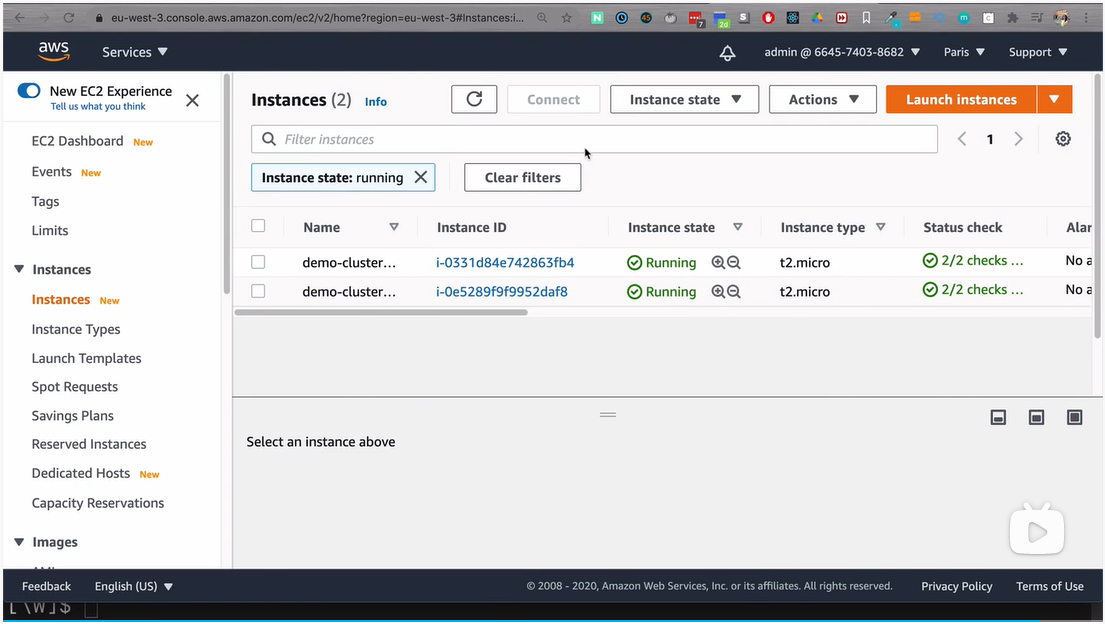 eu-west-3.console.aws.amazon.com/ec2/v2/home?region=eu-west-3#Instances:i...
N 45 7 2d S m C
aws Services admin @ 6645-7403-8682 Paris Support
New EC2 Experience
Tell us what you think
EC2 Dashboard New
Events New
Tags
Limits
Instances
Instances New
Instance Types
Launch Templates
Spot Requests
Savings Plans
Reserved Instances
Dedicated Hosts New
Capacity Reservations
Images
Instances (2) Info Connect Instance state Actions Launch instances
Filter instances 1
Instance state: running Clear filters
Name Instance ID Instance state Instance type Status check Alar
demo-cluster... i-0331d84e742863fb4 Running t2.micro 2/2 checks ... No a
demo-cluster... i-0e5289f9f9952daf8 Running t2.micro 2/2 checks ... No a
Select an instance above
Feedback English (US) © 2008 - 2020, Amazon Web Services, Inc. or its affiliates. All rights reserved. Privacy Policy Terms of Use
[ \W]$